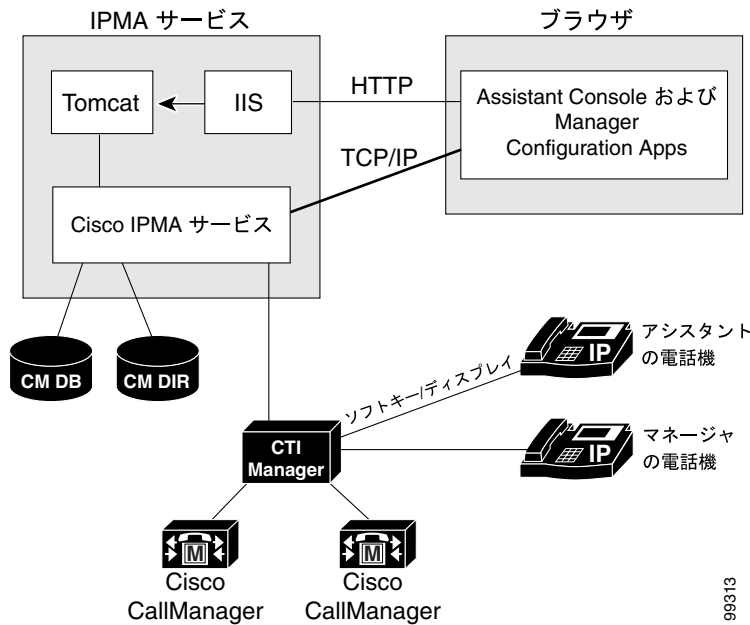 IPMA サービス
ブラウザ
Tomcat
IIS
HTTP
Assistant Console および
Manager
Configuration Apps
TCP/IP
Cisco IPMA サービス
CM DB
CM DIR
ソフトキー/ディスプレイ
IP
アシスタント
の電話機
CTI
Manager
IP
マネージャ
の電話機
M
M
Cisco
CallManager
Cisco
CallManager
99313